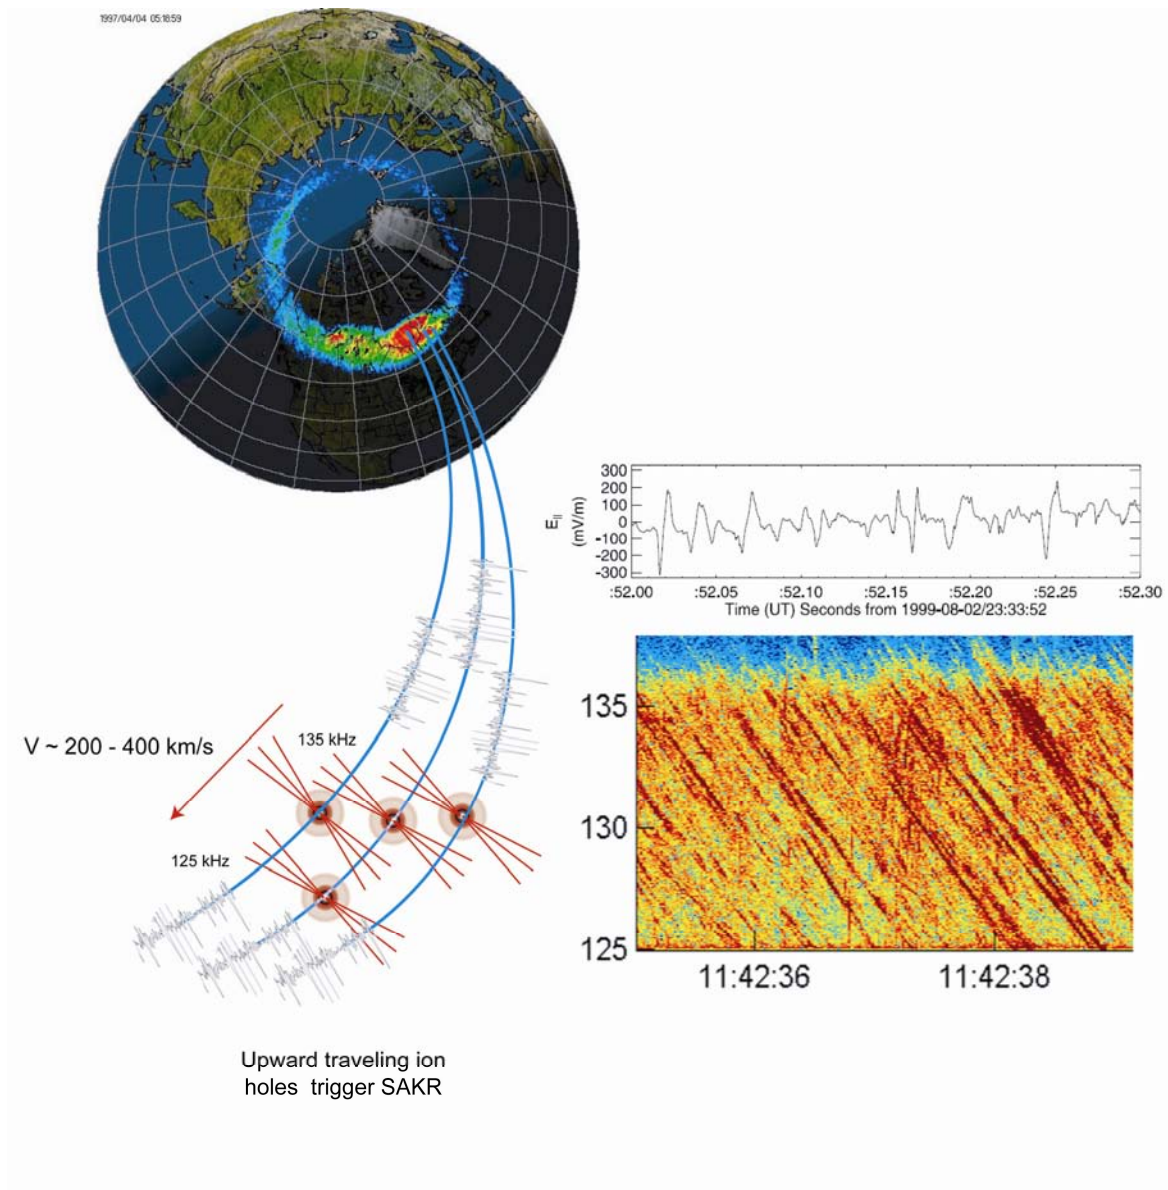 1997/04/04 05:18:59
300
200
100
0
-100
-200
-300
E||
(mV/m)
:52.00 :52.05 :52.10 :52.15 :52.20 :52.25 :52.30
Time (UT) Seconds from 1999-08-02/23:33:52
135
130
125
11:42:36 11:42:38
V ~ 200 - 400 km/s
135 kHz
125 kHz
Upward traveling ion
holes trigger SAKR